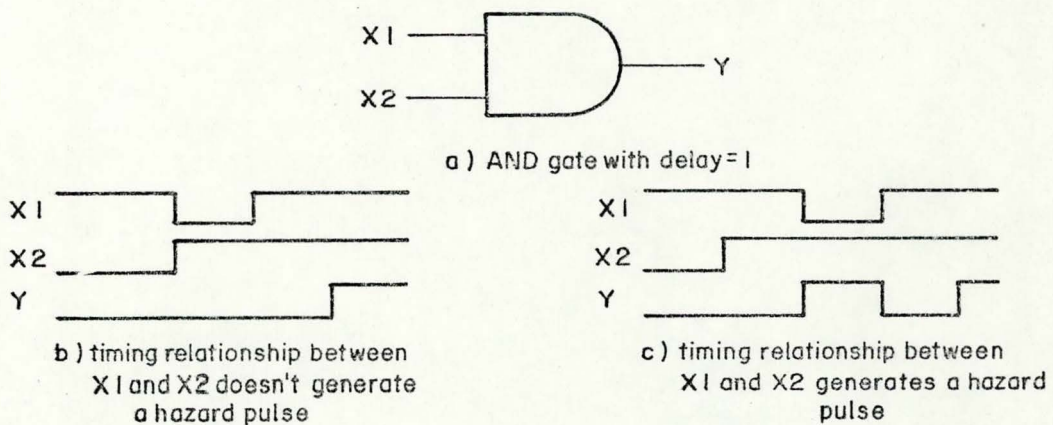 X1
Y
X2
a) AND gate with delay=1
X1
X2
Y
b) timing relationship between
X1 and X2 doesn't generate
a hazard pulse
X1
X2
Y
c) timing relationship between
X1 and X2 generates a hazard
pulse